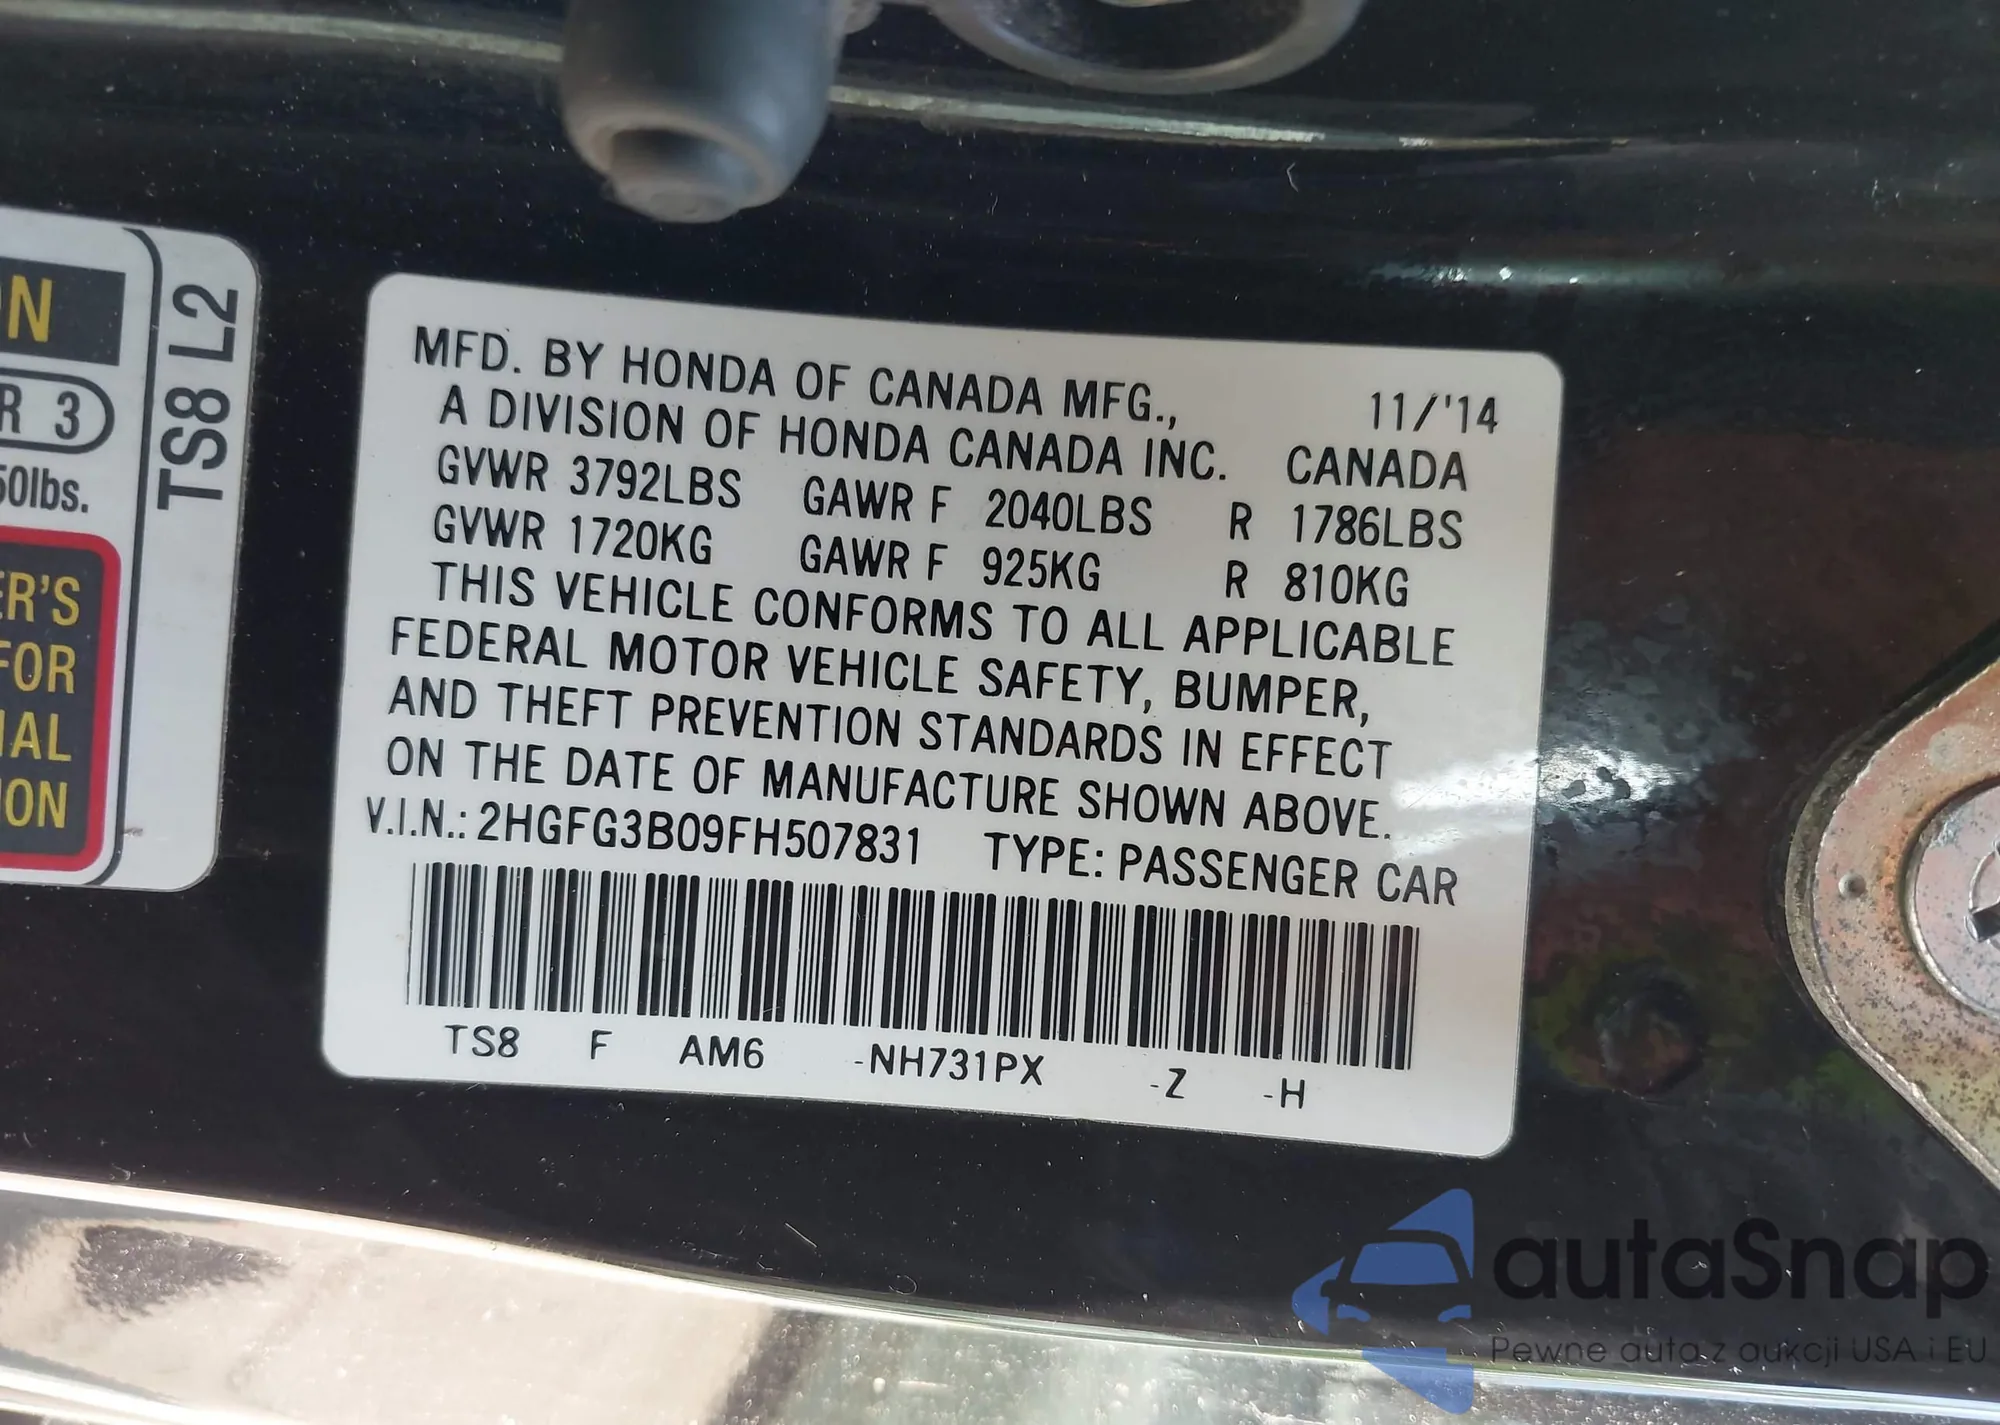 ON
R 3
50lbs.
ER'S
FOR
IAL
ION
TS8 L2
MFD. BY HONDA OF CANADA MFG., 11/'14
A DIVISION OF HONDA CANADA INC. CANADA
GVWR 3792LBS GAWR F 2040LBS R 1786LBS
GVWR 1720KG GAWR F 925KG R 810KG
THIS VEHICLE CONFORMS TO ALL APPLICABLE
FEDERAL MOTOR VEHICLE SAFETY, BUMPER,
AND THEFT PREVENTION STANDARDS IN EFFECT
ON THE DATE OF MANUFACTURE SHOWN ABOVE.
V.I.N.: 2HGFG3B09FH507831 TYPE: PASSENGER CAR
TS8 F AM6 -NH731PX -Z -H
autaSnap
Pewne auta z aukcji USA i EU